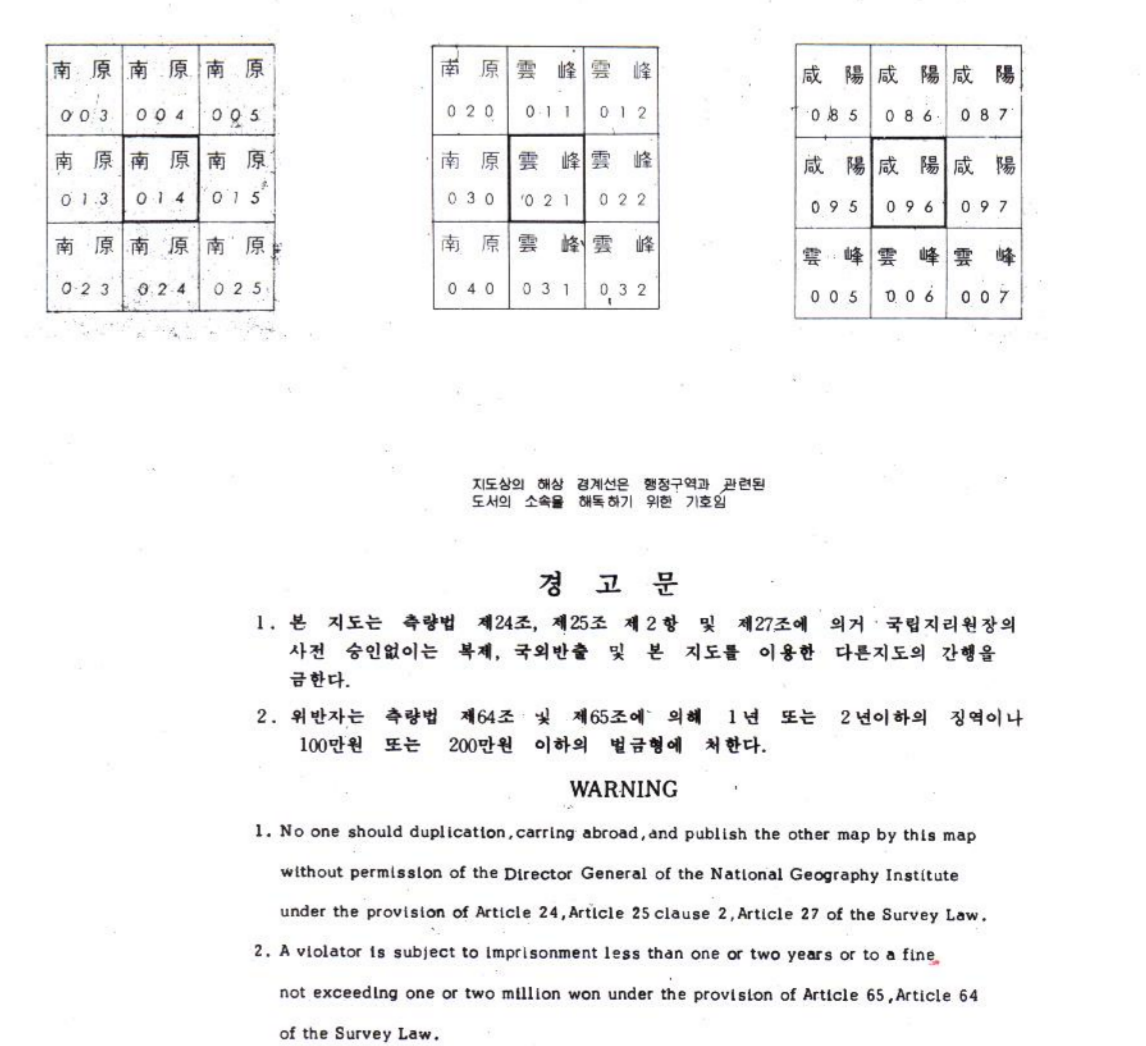 南 原 南 原 南 原
003 004 005
南 原 南 原 南 原
013 014 015
南 原 南 原 南 原
023 024 025
南 原 雲 峰 雲 峰
020 011 012
南 原 雲 峰 雲 峰
030 021 022
南 原 雲 峰 雲 峰
040 031 032
咸 陽 咸 陽 咸 陽
085 086 087
咸 陽 咸 陽 咸 陽
095 096 097
雲 峰 雲 峰 雲 峰
005 006 007
지도상의 해상 경계선은 행정구역과 관련된
도서의 소속을 해독하기 위한 기호임
경 고 문
1. 본 지도는 측량법 제24조, 제25조 제2항 및 제27조에 의거 국립지리원장의
사전 승인없이는 복제, 국외반출 및 본 지도를 이용한 다른지도의 간행을
금한다.
2. 위반자는 측량법 제64조 및 제65조에 의해 1년 또는 2년이하의 징역이나
100만원 또는 200만원 이하의 벌금형에 처한다.
WARNING
1. No one should duplication,carring abroad,and publish the other map by this map
without permission of the Director General of the National Geography Institute
under the provision of Article 24,Article 25 clause 2,Article 27 of the Survey Law.
2. A violator is subject to imprisonment less than one or two years or to a fine
not exceeding one or two million won under the provision of Article 65,Article 64
of the Survey Law.